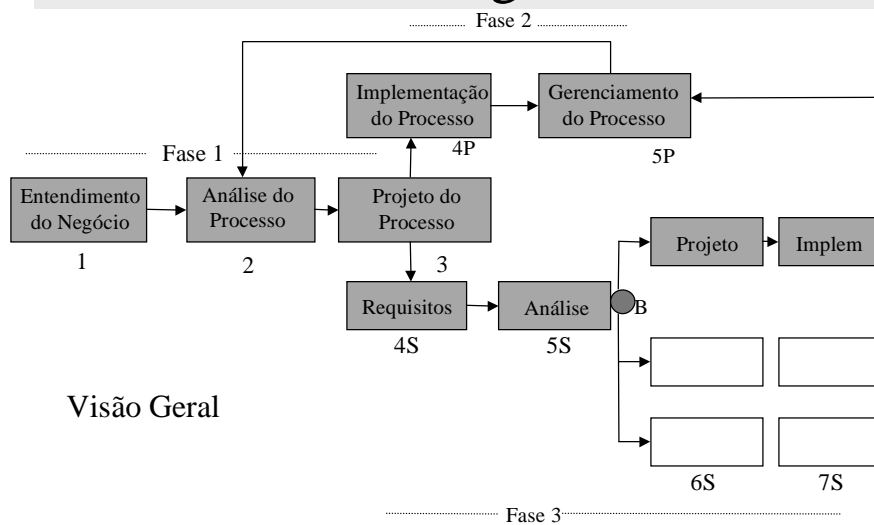 Fase 2
Implementação
do Processo
4P
Gerenciamento
do Processo
5P
Fase 1
Entendimento
do Negócio
1
Análise do
Processo
2
Projeto do
Processo
3
Projeto
Implem
Requisitos
4S
Análise
5S
B
Visão Geral
6S
7S
Fase 3